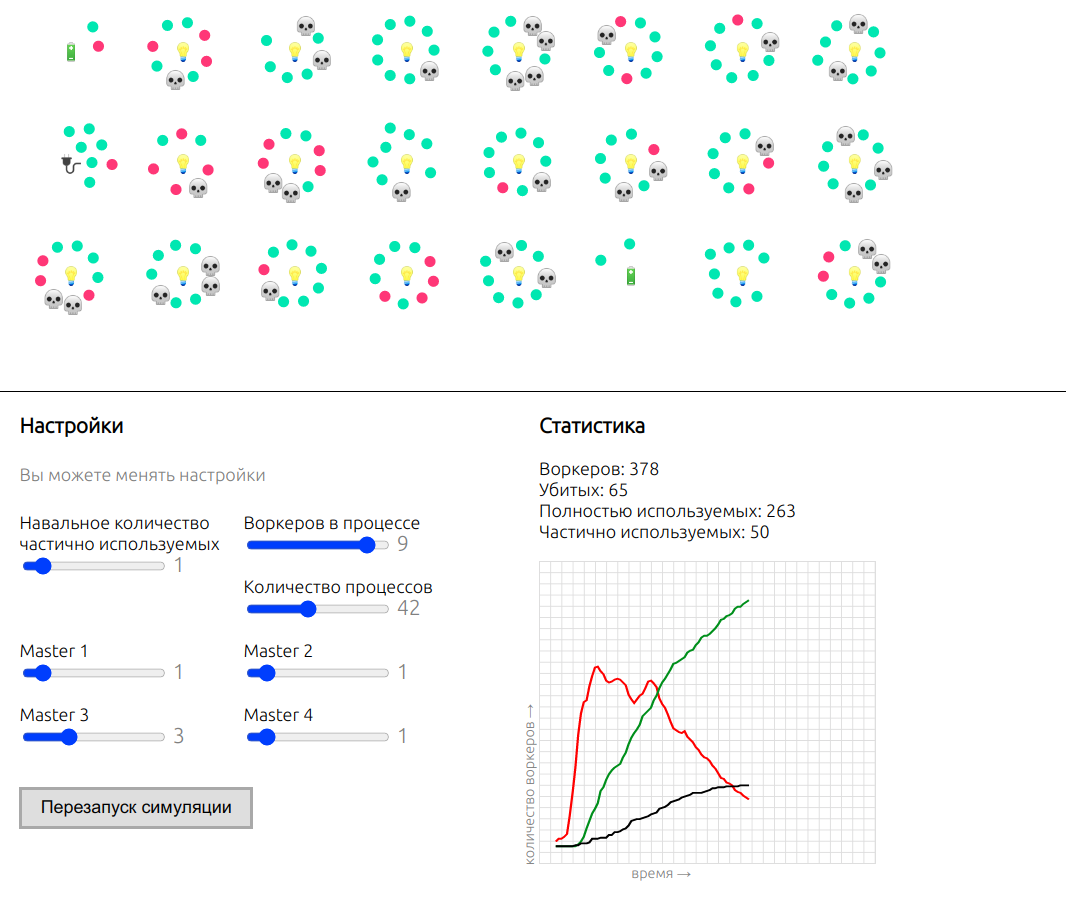 Настройки
Вы можете менять настройки
Навальное количество
частично используемых
1
Воркеров в процессе
9
Количество процессов
42
Master 1
1
Master 2
1
Master 3
3
Master 4
1
Перезапуск симуляции
Статистика
Воркеров: 378
Убитых: 65
Полностью используемых: 263
Частично используемых: 50
количество воркеров →
время →